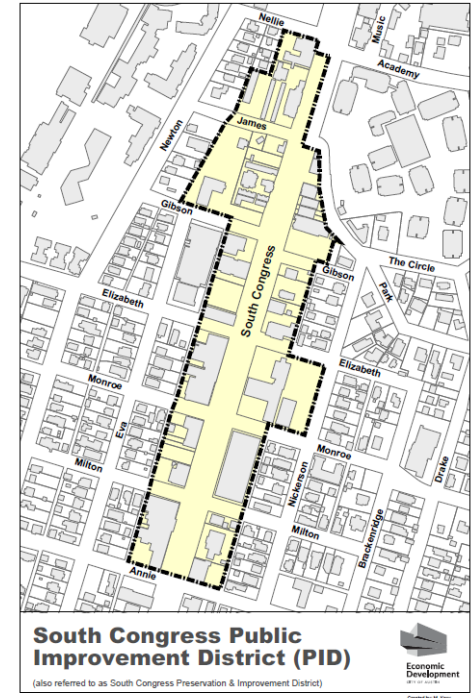 Nellie
Music
Academy
James
Newton
Gibson
South Congress
The Circle
Gibson
Park
Elizabeth
Elizabeth
Monroe
Eva
Milton
Monroe
Nickerson
Drake
Milton
Brackenridge
Annie
South Congress Public
Improvement District (PID)
(also referred to as South Congress Preservation & Improvement District)
Economic
Development